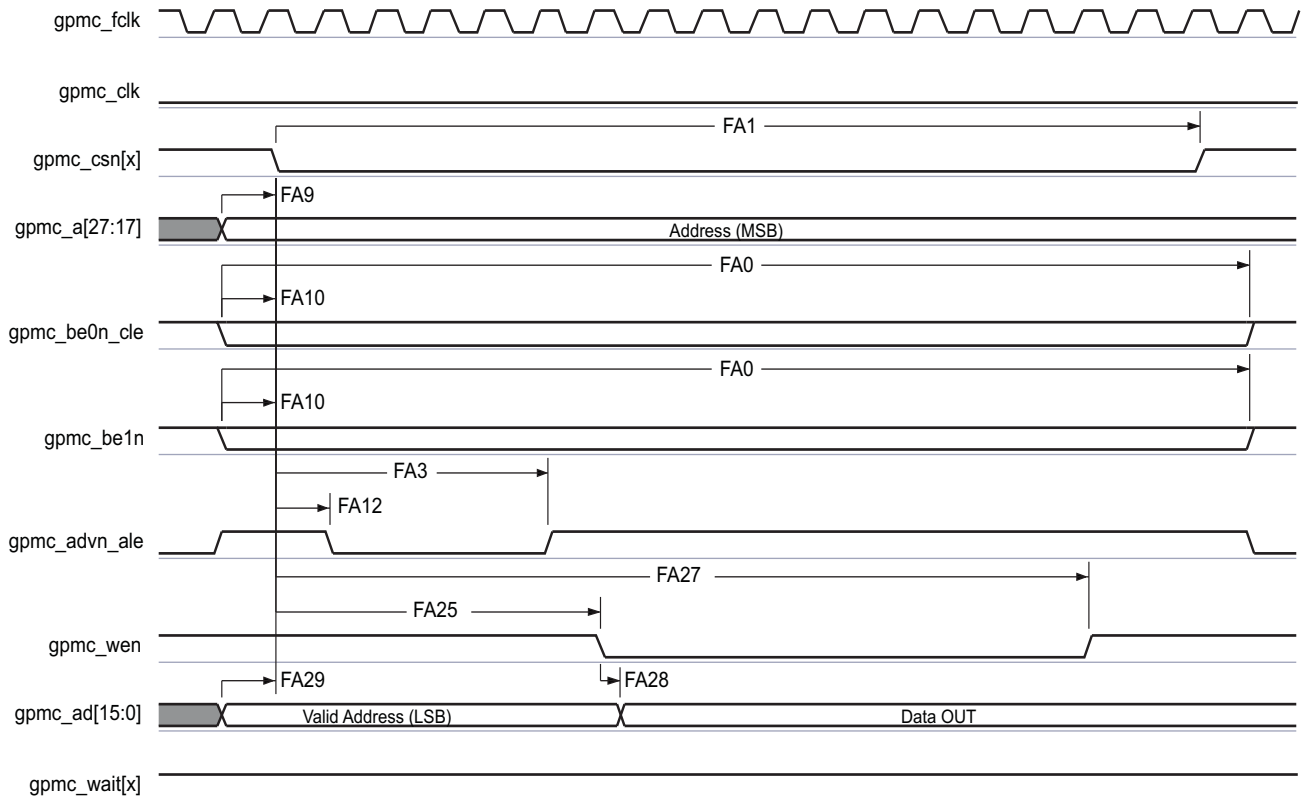 gpmc_fclk
gpmc_clk
FA1
gpmc_csn[x]
FA9
gpmc_a[27:17]
Address (MSB)
FA0
FA10
gpmc_be0n_cle
FA0
FA10
gpmc_be1n
FA3
FA12
gpmc_advn_ale
FA27
FA25
gpmc_wen
FA29
FA28
gpmc_ad[15:0]
Valid Address (LSB)
Data OUT
gpmc_wait[x]